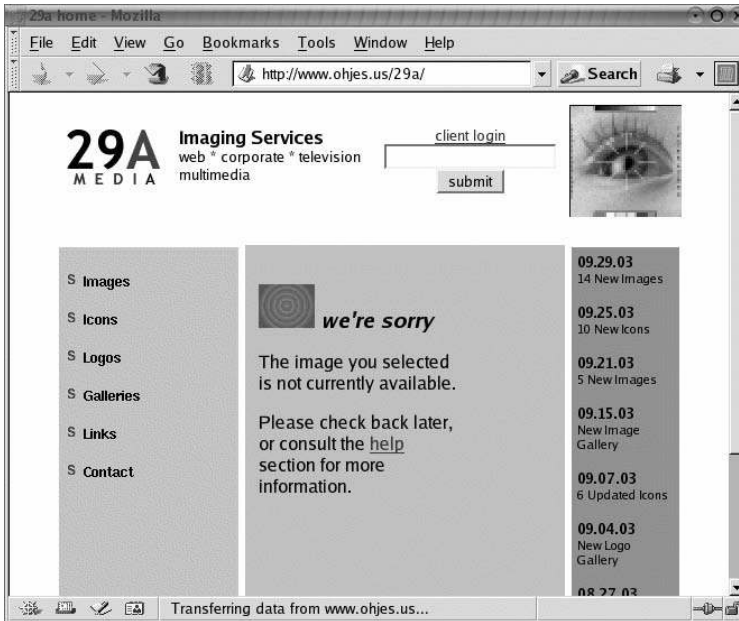 29a home - Mozilla
File Edit View Go Bookmarks Tools Window Help
http://www.ohjes.us/29a/
Search
29A
MEDIA
Imaging Services
web * corporate * television
multimedia
client login
submit
S Images
S Icons
S Logos
S Galleries
S Links
S Contact
we're sorry
The image you selected
is not currently available.
Please check back later,
or consult the help
section for more
information.
09.29.03
14 New Images
09.25.03
10 New Icons
09.21.03
5 New Images
09.15.03
New Image
Gallery
09.07.03
6 Updated Icons
09.04.03
New Logo
Gallery
08.27.03
Transferring data from www.ohjes.us...